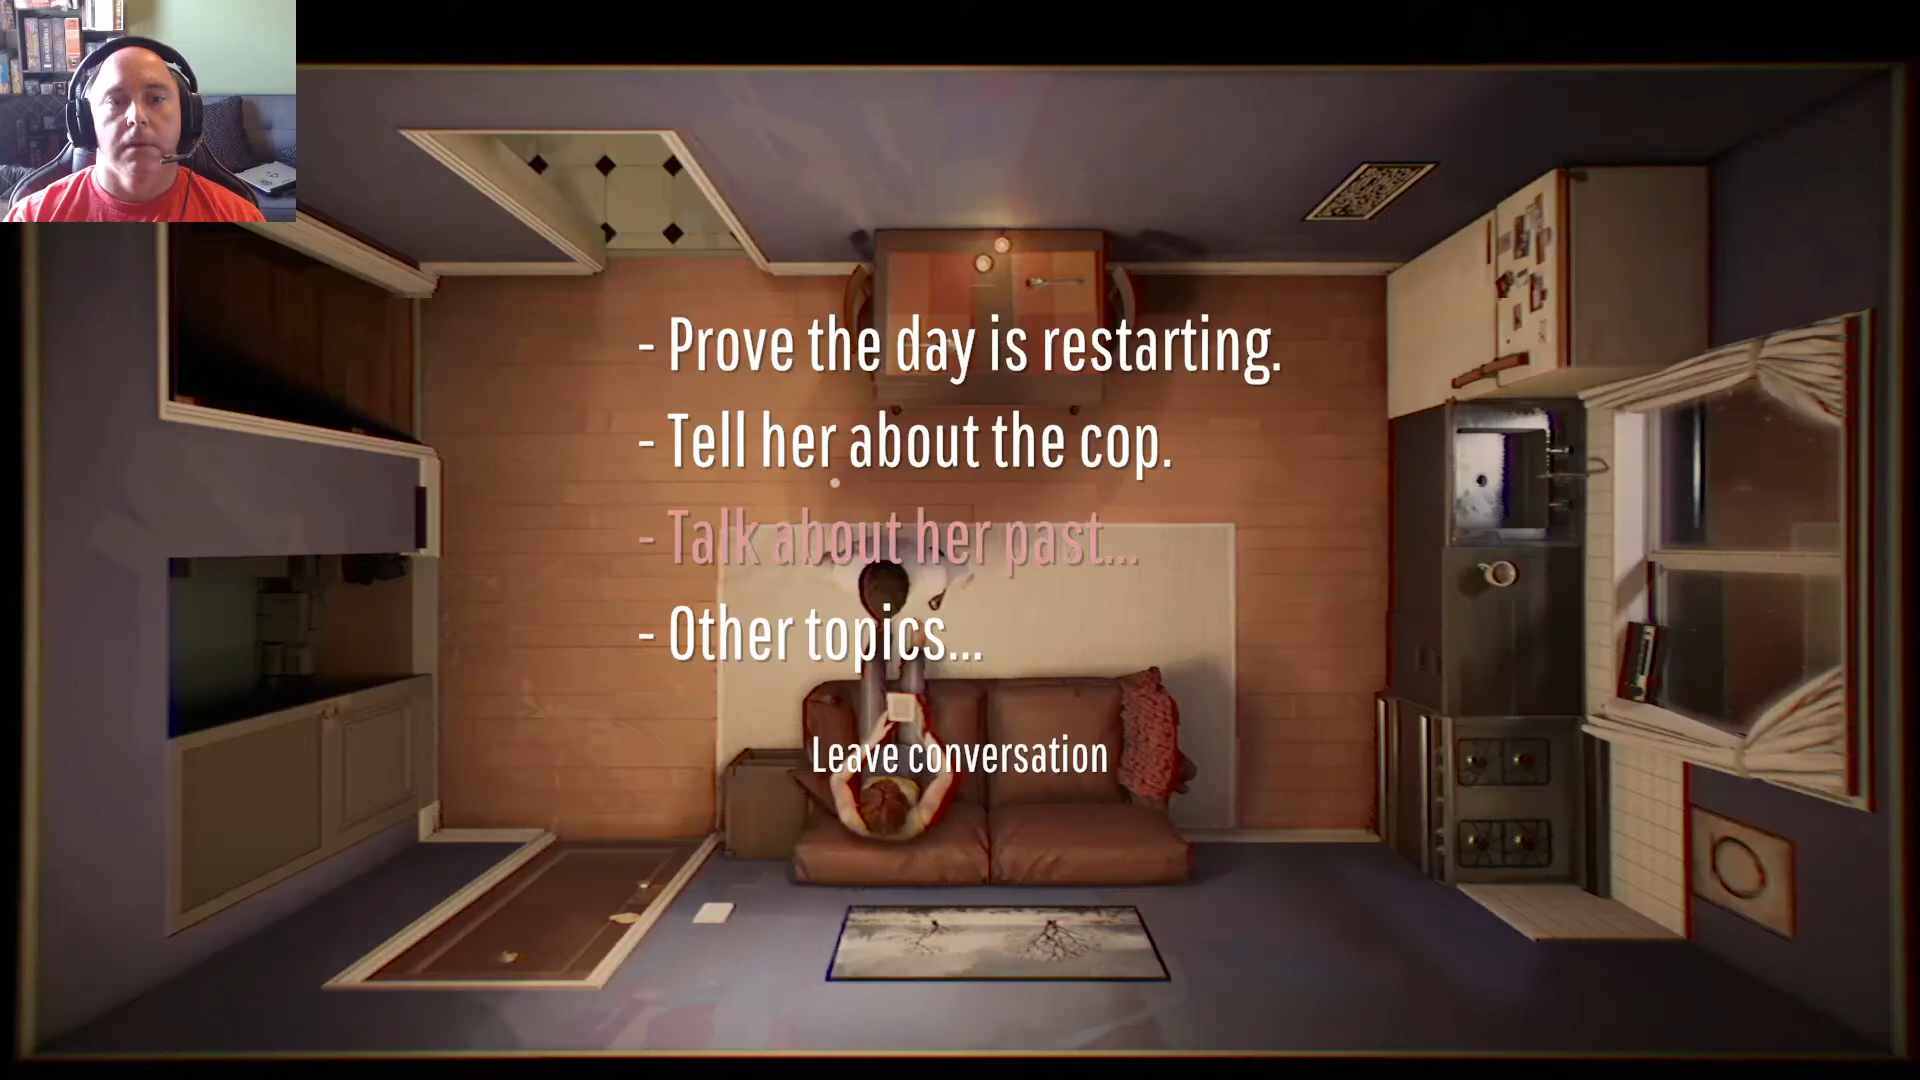 - Prove the day is restarting.
- Tell her about the cop.
- Talk about her past...
- Other topics...
Leave conversation